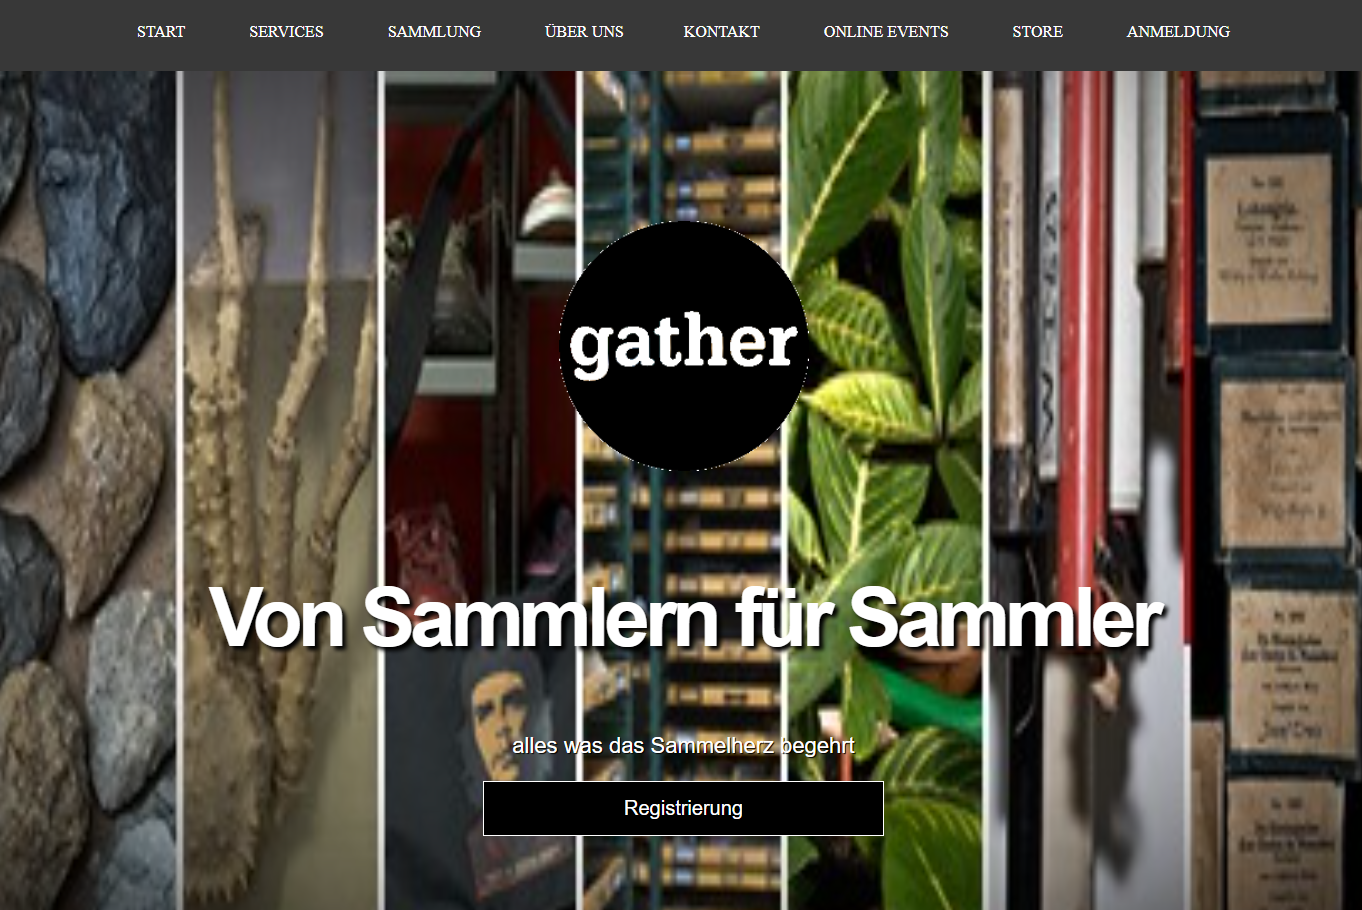 START SERVICES SAMMLUNG ÜBER UNS KONTAKT ONLINE EVENTS STORE ANMELDUNG
gather
Von Sammlern für Sammler
alles was das Sammelherz begehrt
Registrierung